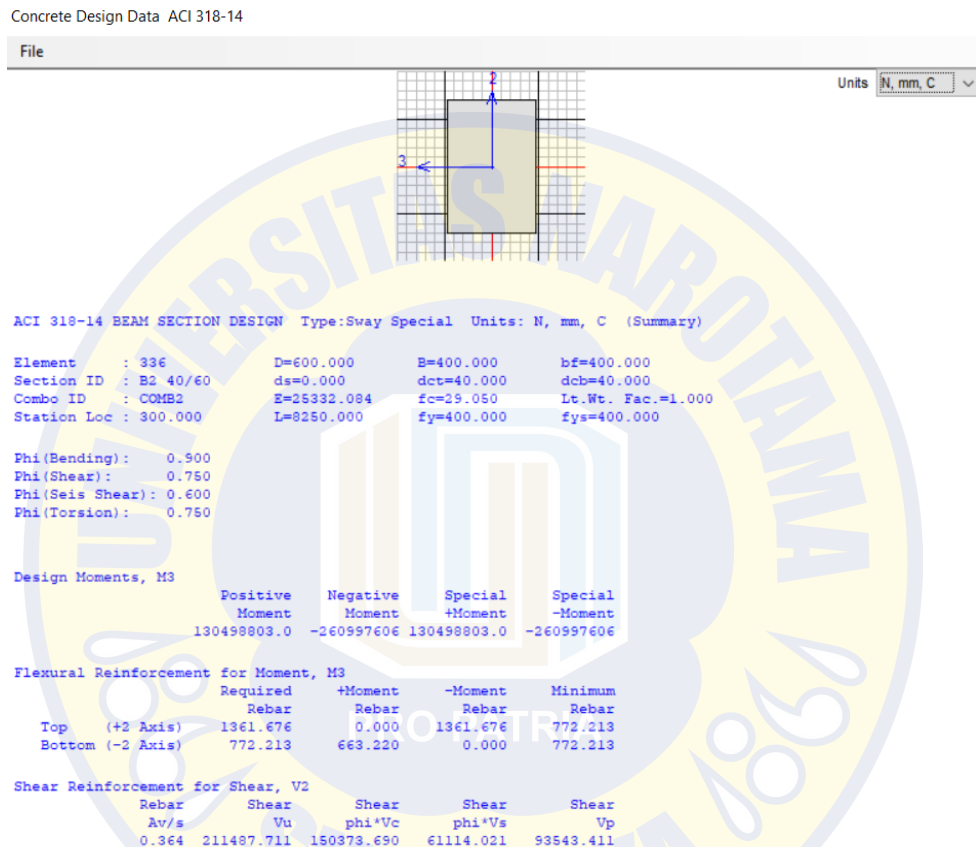 Concrete Design Data  ACI 318-14
File
Units  N, mm, C
2
3
ACI 318-14 BEAM SECTION DESIGN  Type:Sway Special  Units: N, mm, C  (Summary)
Element     : 336          D=600.000        B=400.000        bf=400.000
Section ID  : B2 40/60     ds=0.000         dct=40.000       dcb=40.000
Combo ID    : COMB2        E=25332.084      fc=29.050        Lt.Wt. Fac.=1.000
Station Loc : 300.000      L=8250.000       fy=400.000       fys=400.000
Phi(Bending):    0.900
Phi(Shear):      0.750
Phi(Seis Shear): 0.600
Phi(Torsion):    0.750
Design Moments, M3
Positive  Negative  Special  Special
Moment  Moment  +Moment  -Moment
130498803.0  -260997606  130498803.0  -260997606
Flexural Reinforcement for Moment, M3
Required  +Moment  -Moment  Minimum
Rebar  Rebar  Rebar  Rebar
Top    (+2 Axis)  1361.676  0.000  1361.676  772.213
Bottom (-2 Axis)  772.213  663.220  0.000  772.213
Shear Reinforcement for Shear, V2
Rebar  Shear  Shear  Shear  Shear
Av/s  Vu  phi*Vc  phi*Vs  Vp
0.364  211487.711  150373.690  61114.021  93543.411
UNIVERSITAS NAROTAMA
PRO PATRIA